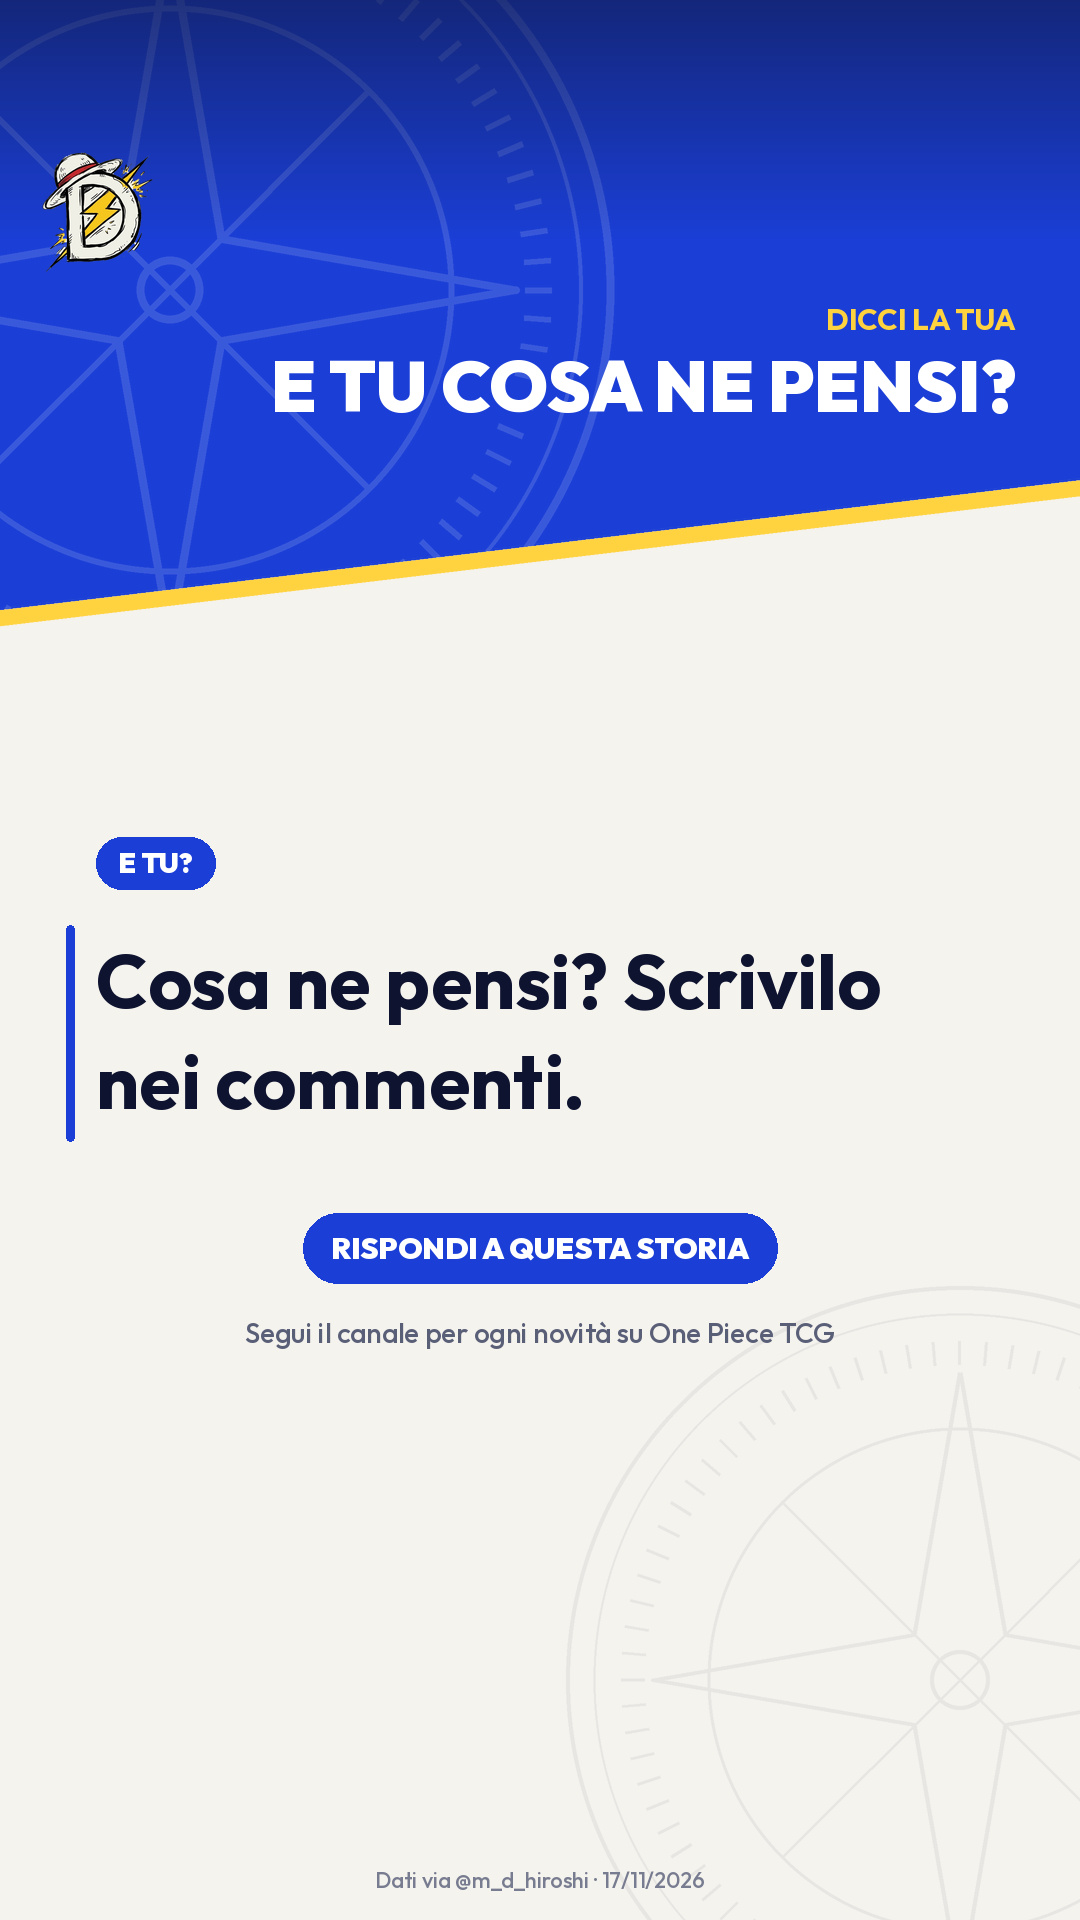 D
DICCI LA TUA
E TU COSA NE PENSI?
E TU?
Cosa ne pensi? Scrivilo
nei commenti.
RISPONDI A QUESTA STORIA
Segui il canale per ogni novità su One Piece TCG
Dati via @m_d_hiroshi · 17/11/2026